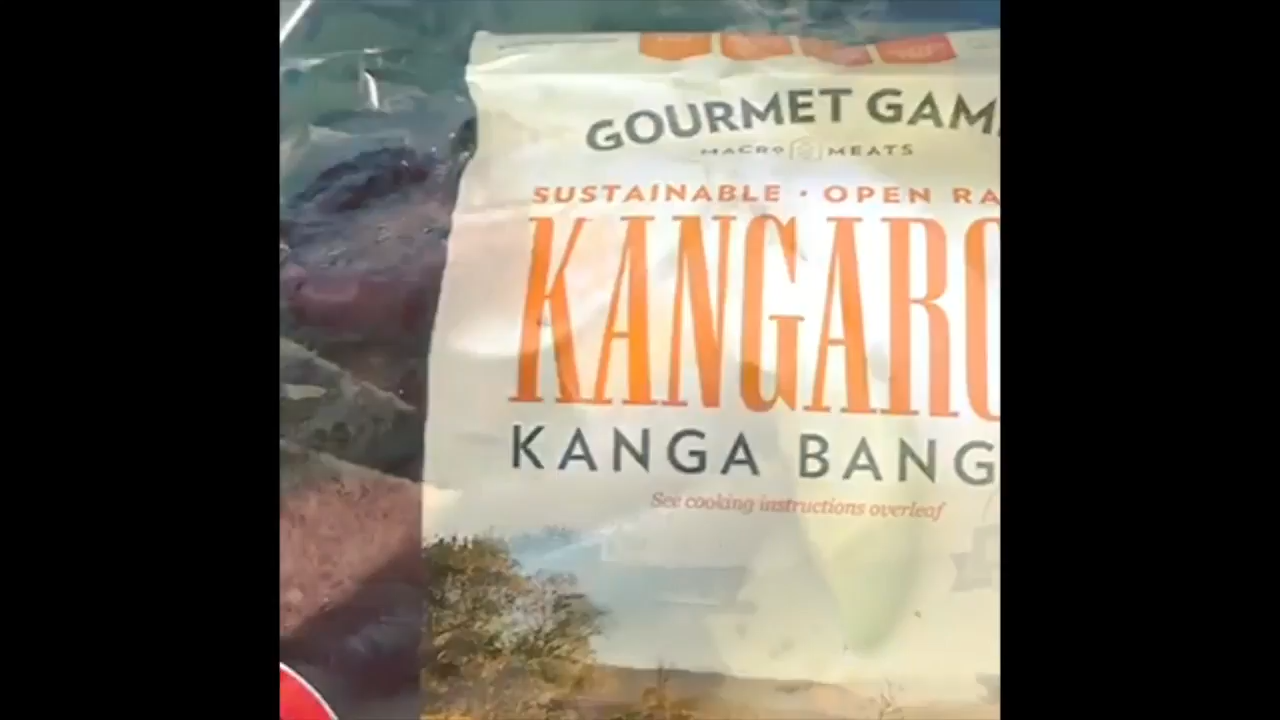 GOURMET GAM
MACRO MEATS
SUSTAINABLE · OPEN RA
KANGARO
KANGA BANG
See cooking instructions overleaf